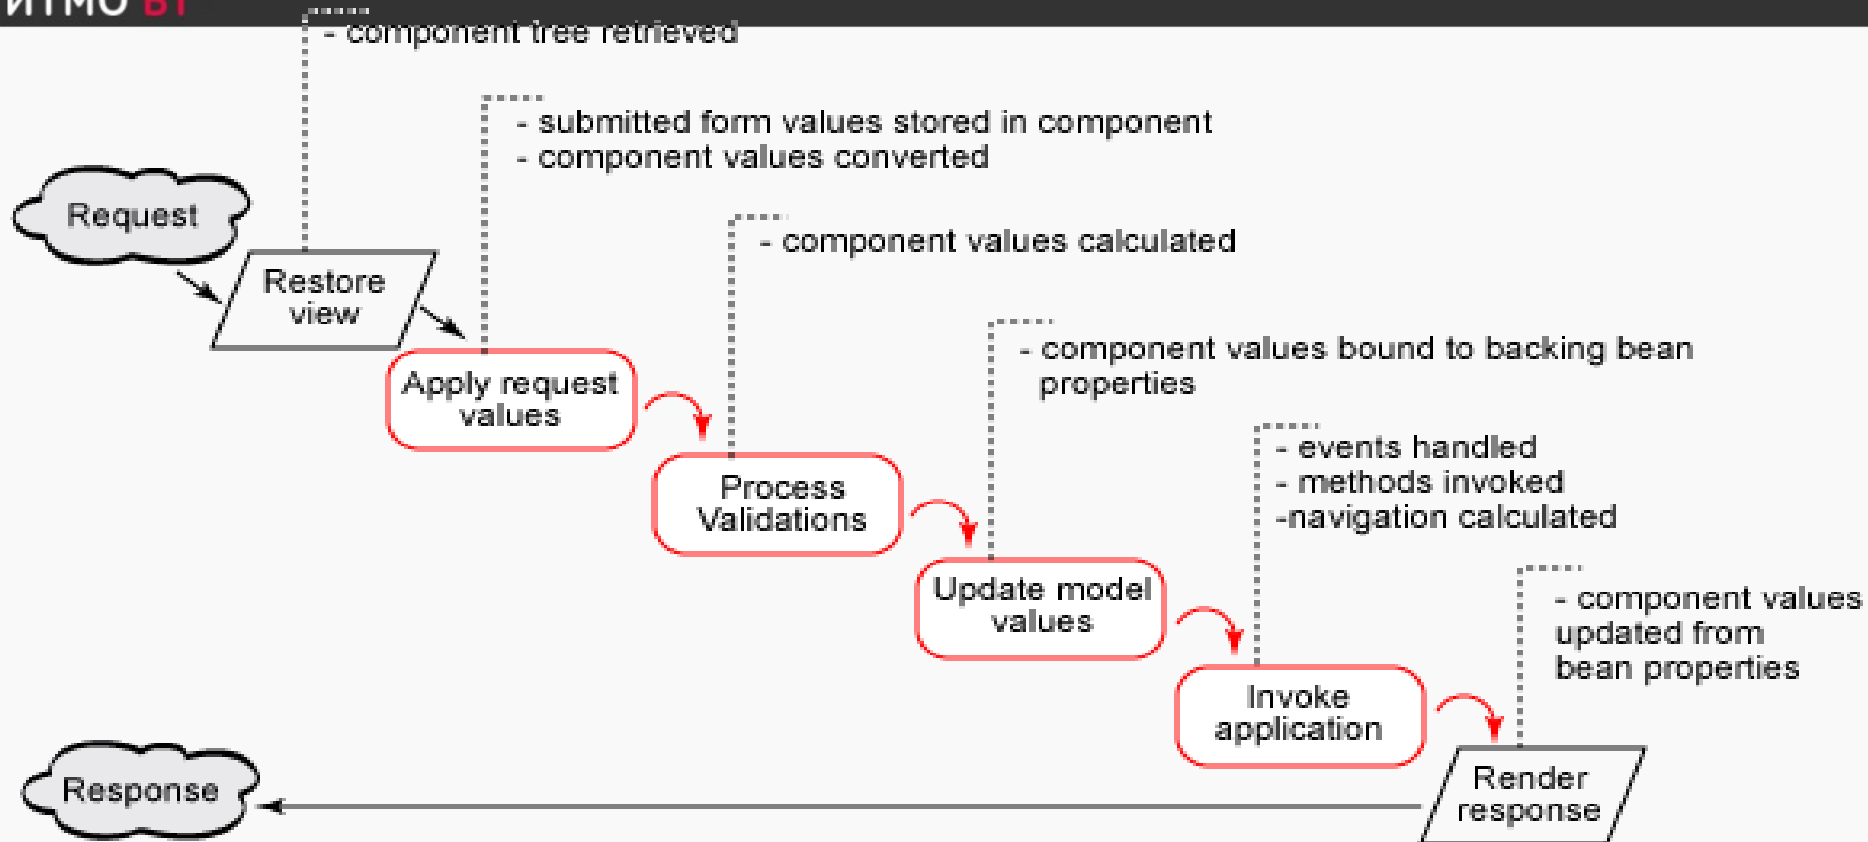 ИТМО ВТ
- component tree retrieved
- submitted form values stored in component
- component values converted
Request
- component values calculated
Restore
view
- component values bound to backing bean
properties
Apply request
values
- events handled
- methods invoked
-navigation calculated
Process
Validations
Update model
values
- component values
updated from
bean properties
Invoke
application
Response
Render
response